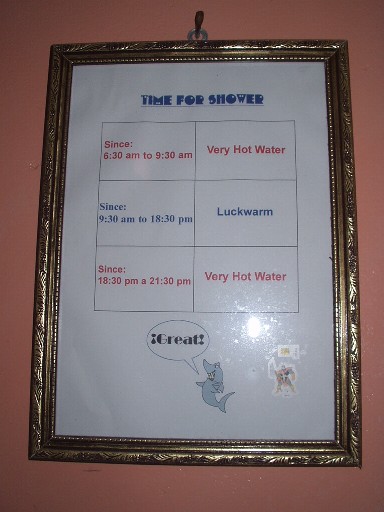 TIME FOR SHOWER
Since:
6:30 am to 9:30 am
Very Hot Water
Since:
9:30 am to 18:30 pm
Luckwarm
Since:
18:30 pm a 21:30 pm
Very Hot Water
¡Great!